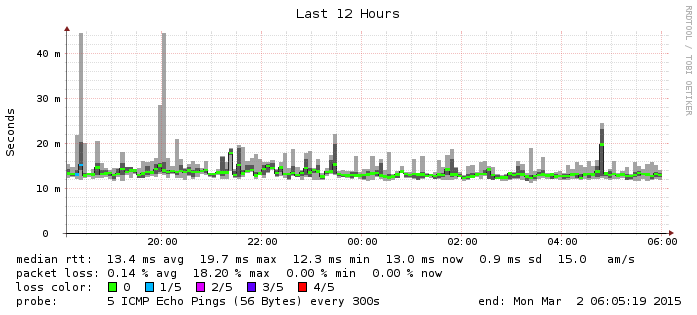 Last 12 Hours
RRDTOOL / TOBI OETIKER
Seconds
40 m
30 m
20 m
10 m
0
20:00 22:00 00:00 02:00 04:00 06:00
median rtt: 13.4 ms avg 19.7 ms max 12.3 ms min 13.0 ms now 0.9 ms sd 15.0 am/s
packet loss: 0.14 % avg 18.20 % max 0.00 % min 0.00 % now
loss color: 0 1/5 2/5 3/5 4/5
probe: 5 ICMP Echo Pings (56 Bytes) every 300s end: Mon Mar 2 06:05:19 2015